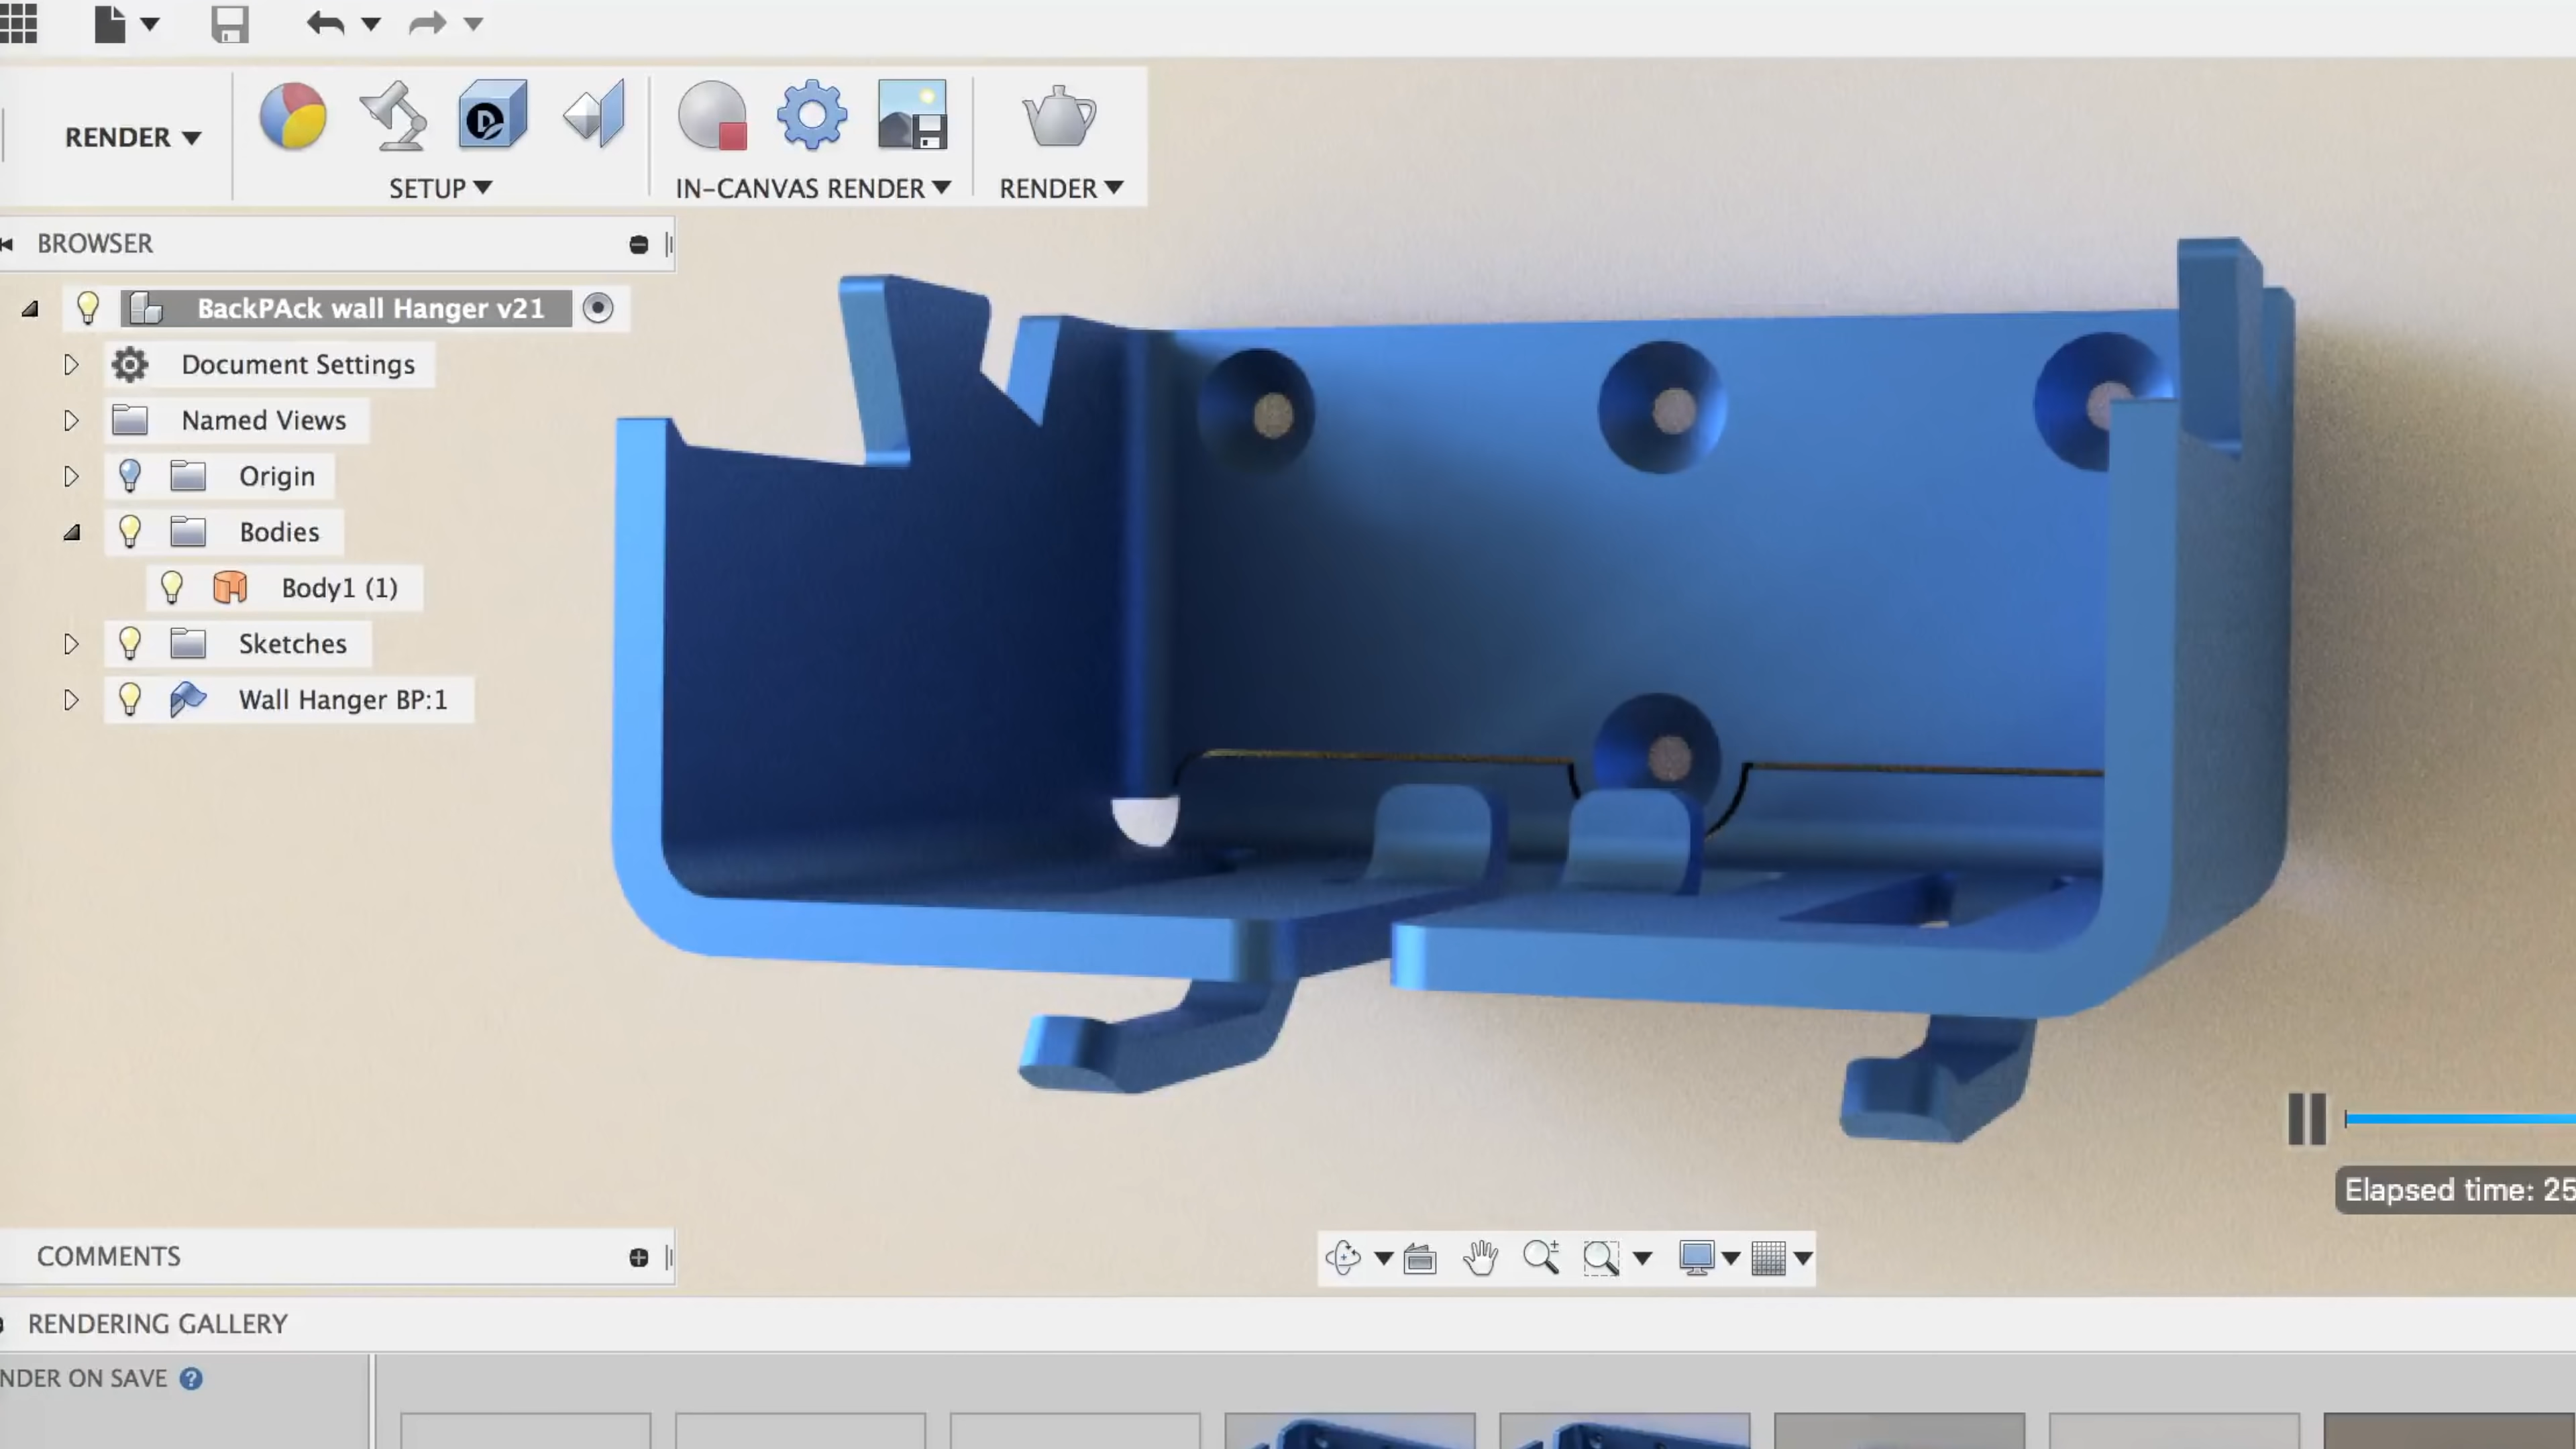 RENDER
SETUP
IN-CANVAS RENDER
RENDER
BROWSER
BackPAck wall Hanger v21
Document Settings
Named Views
Origin
Bodies
Body1 (1)
Sketches
Wall Hanger BP:1
Elapsed time: 25
COMMENTS
RENDERING GALLERY
NDER ON SAVE